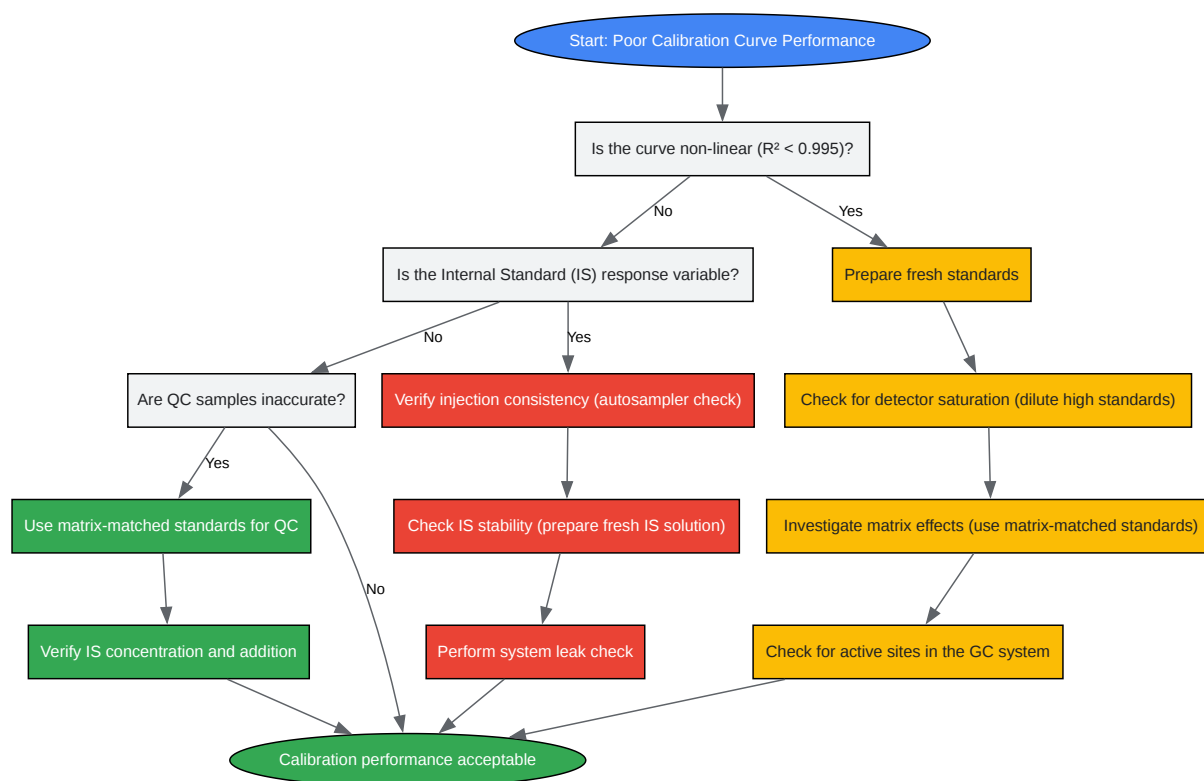 Start: Poor Calibration Curve Performance
Is the curve non-linear (R² < 0.995)?
No
Yes
Is the Internal Standard (IS) response variable?
Prepare fresh standards
No
Yes
Are QC samples inaccurate?
Verify injection consistency (autosampler check)
Check for detector saturation (dilute high standards)
Yes
Use matrix-matched standards for QC
Check IS stability (prepare fresh IS solution)
Investigate matrix effects (use matrix-matched standards)
No
Verify IS concentration and addition
Perform system leak check
Check for active sites in the GC system
Calibration performance acceptable